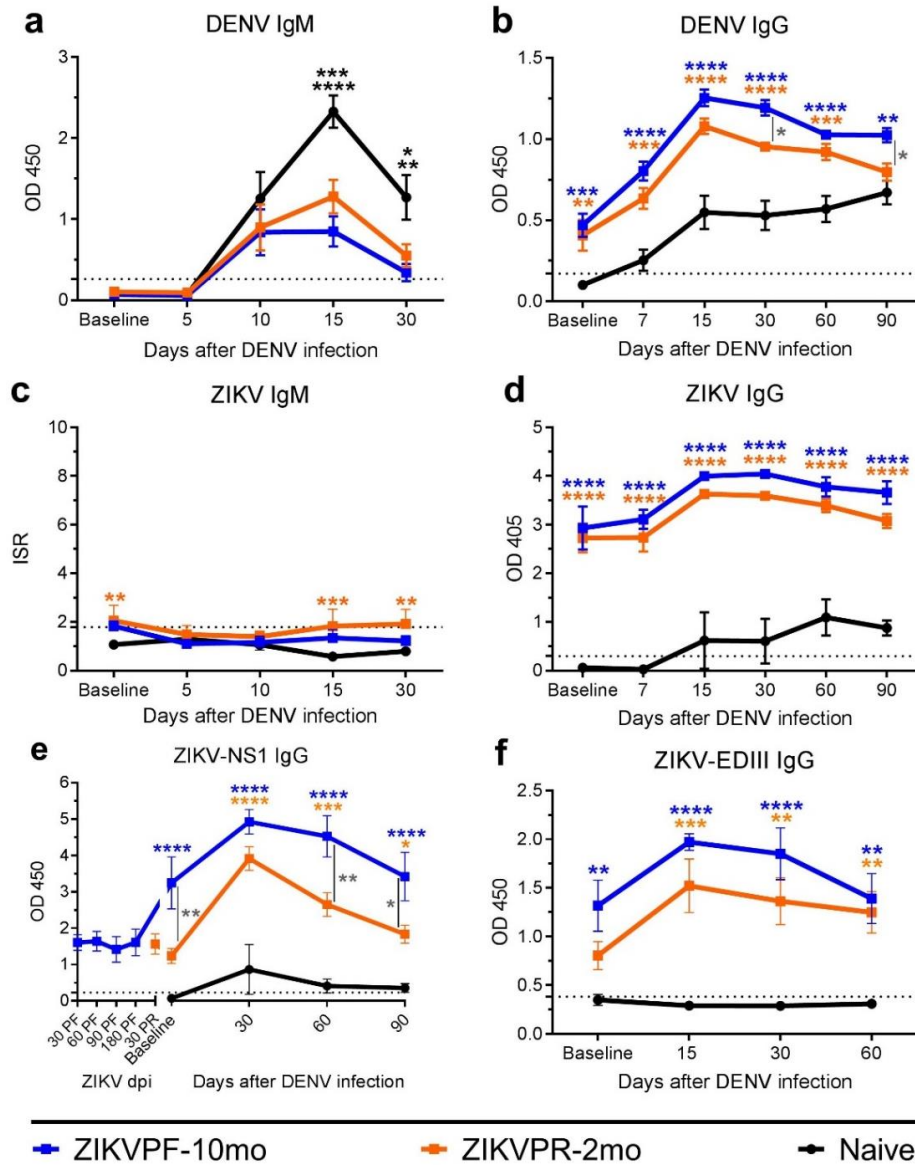 a
DENV IgM
OD 450
3
2
1
0
***
****
*
**
Baseline 5 10 15 30
Days after DENV infection
b
DENV IgG
OD 450
1.5
1.0
0.5
0.0
***
**
****
***
****
****
****
****
*
****
***
**
*
Baseline 7 15 30 60 90
Days after DENV infection
c
ZIKV IgM
ISR
10
8
6
4
2
0
**
***
**
Baseline 5 10 15 30
Days after DENV infection
d
ZIKV IgG
OD 405
5
4
3
2
1
0
****
****
****
****
****
****
****
****
****
****
****
****
Baseline 7 15 30 60 90
Days after DENV infection
e
ZIKV-NS1 IgG
OD 450
6
5
4
3
2
1
0
****
**
****
****
****
***
**
****
*
*
30 PF
60 PF
90 PF
180 PF
30 PR
Baseline
30 60 90
ZIKV dpi
Days after DENV infection
f
ZIKV-EDIII IgG
OD 450
2.5
2.0
1.5
1.0
0.5
0.0
**
****
***
****
**
**
**
Baseline 15 30 60
Days after DENV infection
ZIKVPF-10mo ZIKVPR-2mo Naive